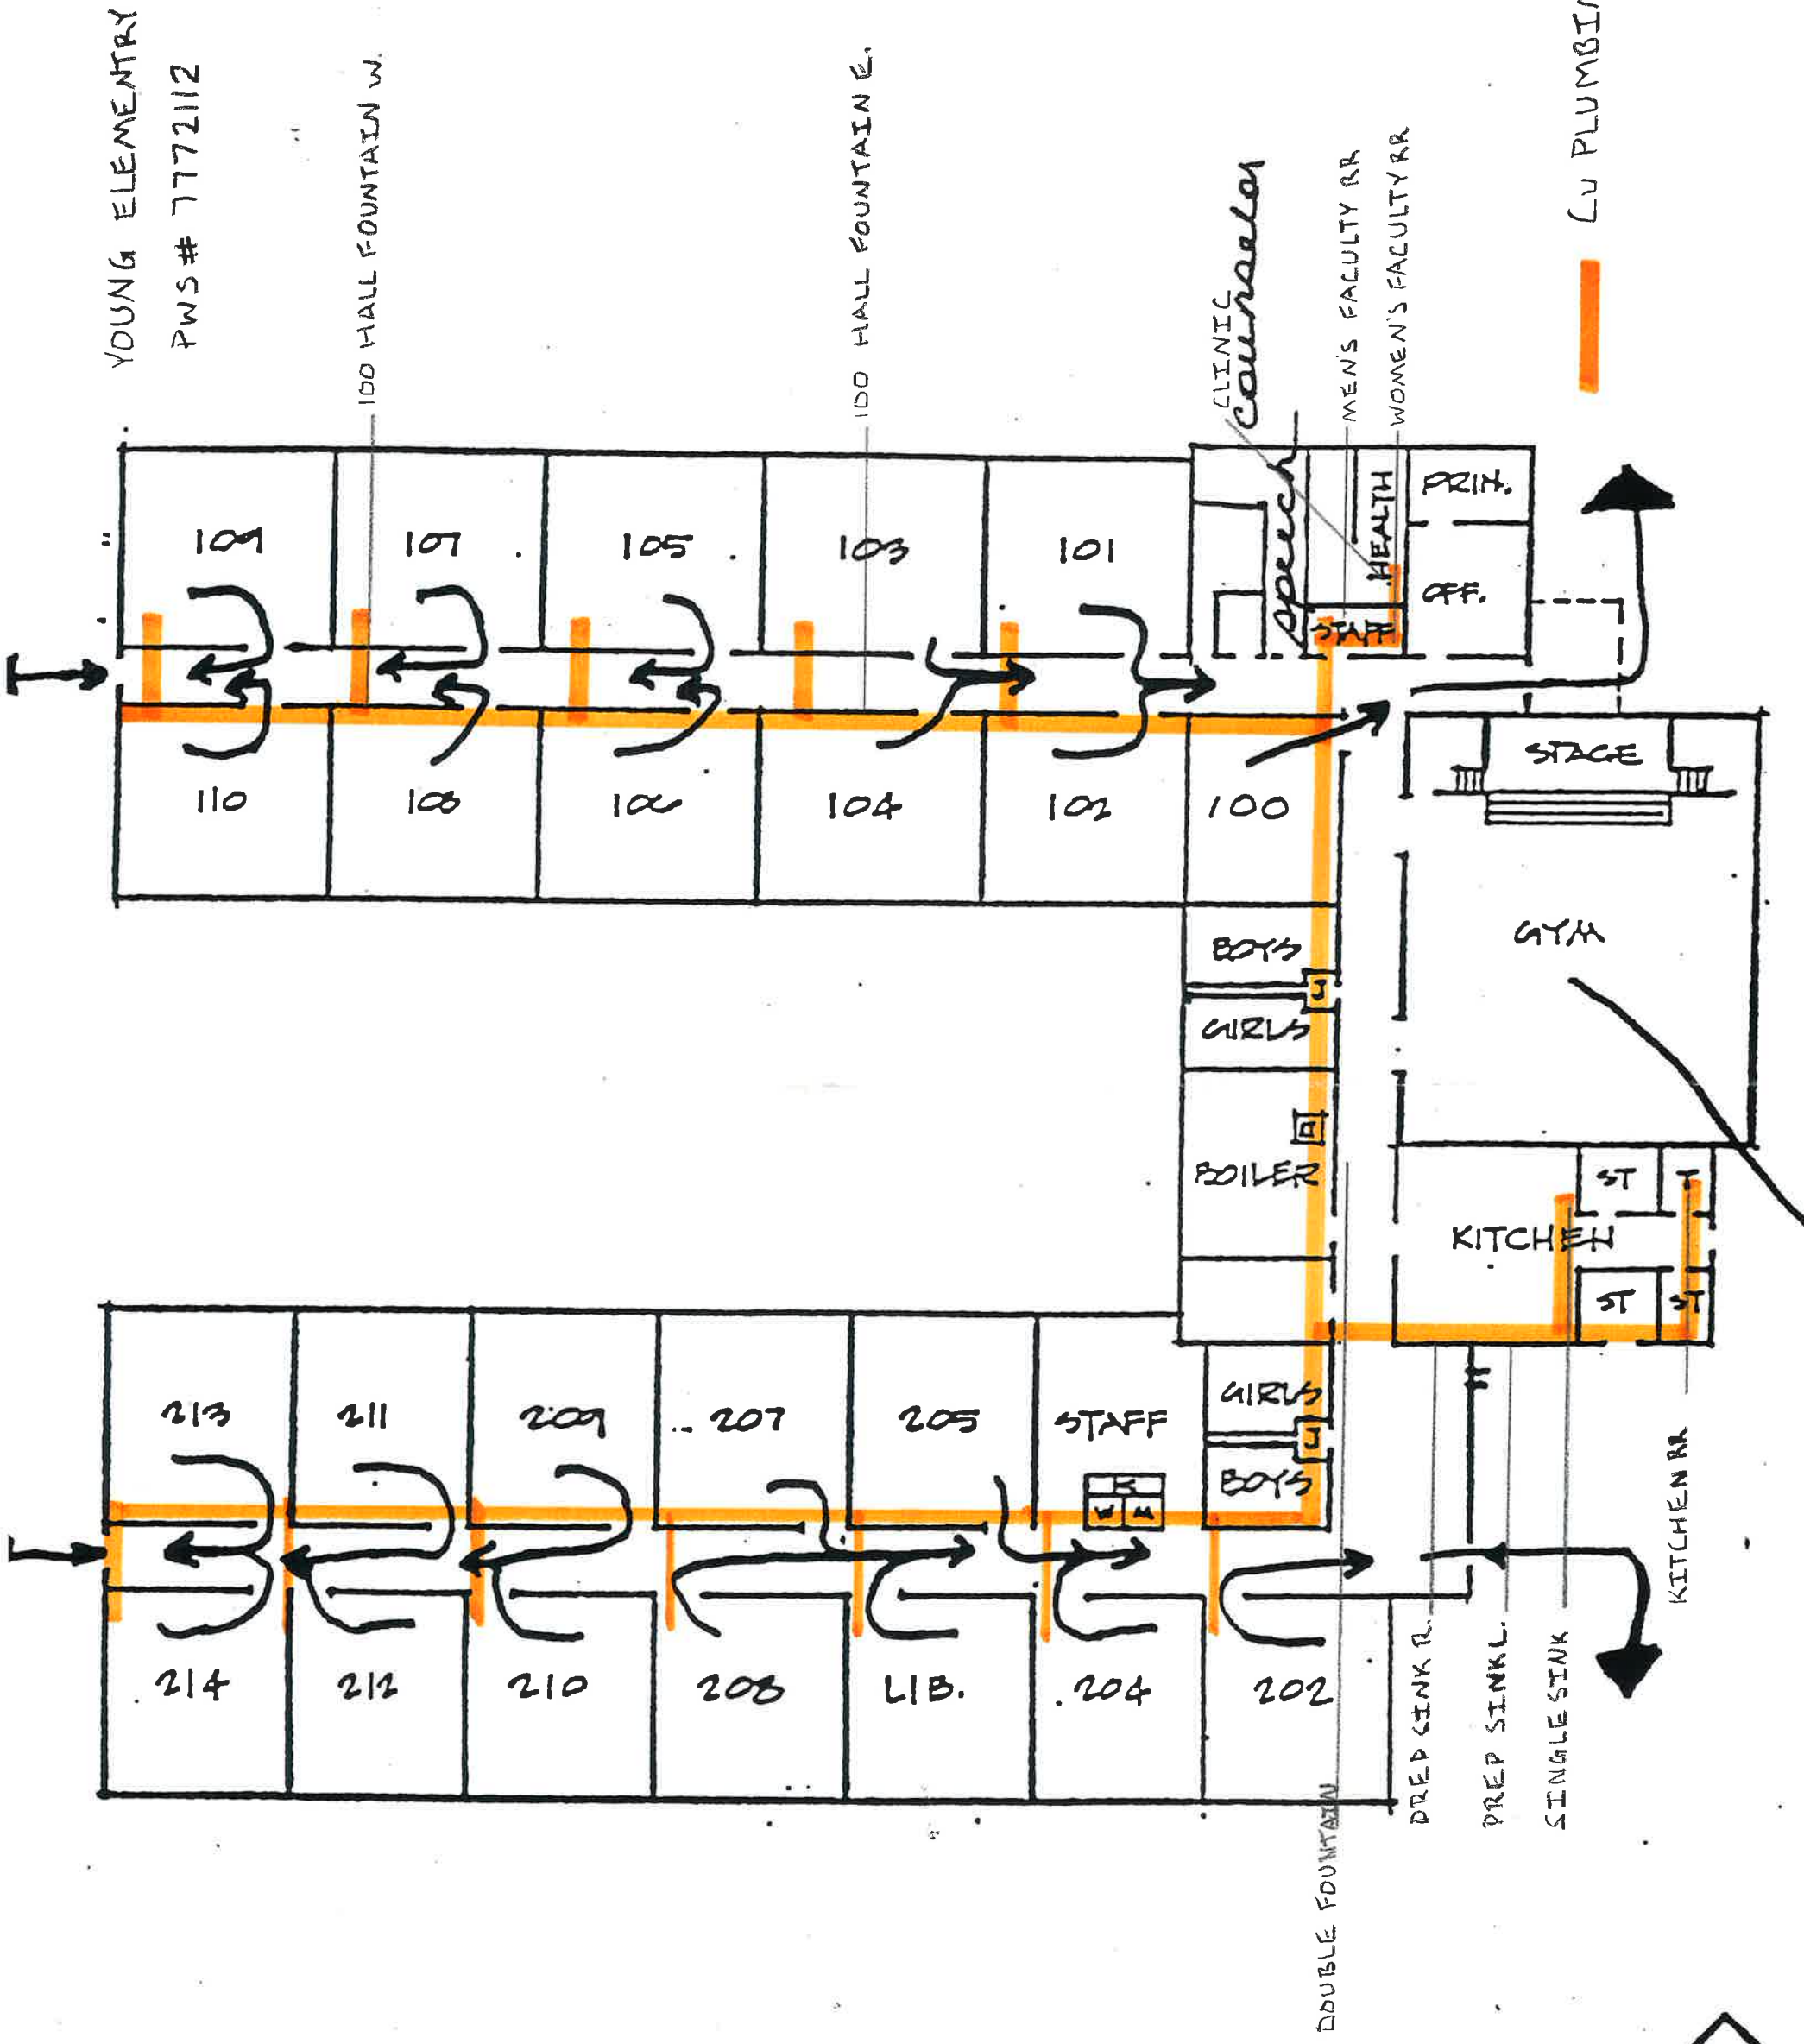 YOUNG ELEMENTRY
PWS# 7772112
100 HALL FOUNTAIN W.
100 HALL FOUNTAIN E.
CLINIC
Counselor
MEN'S FACULTY RR
WOMEN'S FACULTY RR
Cu PLUMBIN
109
107
105
103
101
speech
HEALTH
PRIN.
STAFF
OFF.
110
108
106
104
102
100
STAGE
BOYS
GIRLS
GYM
BOILER
KITCHEN
ST
T
ST
ST
213
211
209
207
205
STAFF
GIRLS
BOYS
K
W M
214
212
210
208
LIB.
204
202
DOUBLE FOUNTAIN
PREP SINK R.
PREP SINK L.
SINGLE SINK
KITCHEN RR